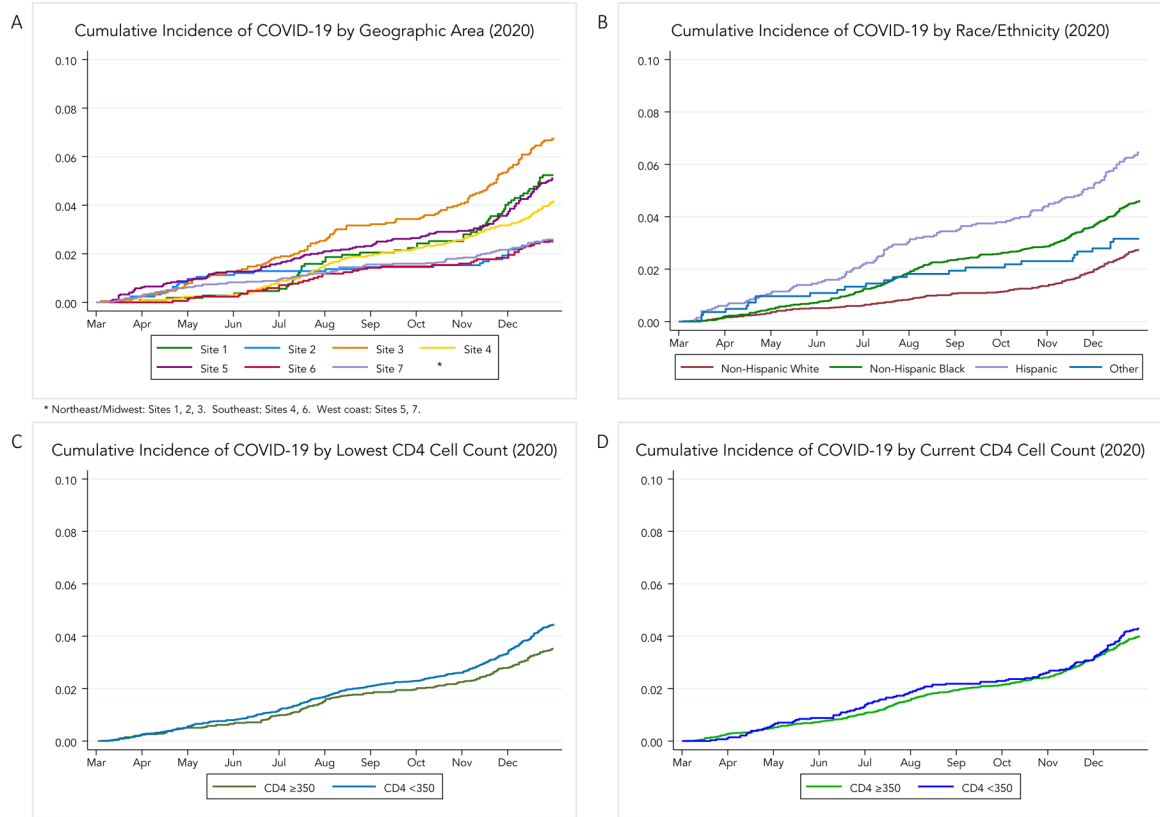 A
Cumulative Incidence of COVID-19 by Geographic Area (2020)
0.10
0.08
0.06
0.04
0.02
0.00
Mar Apr May Jun Jul Aug Sep Oct Nov Dec
Site 1 Site 2 Site 3 Site 4
Site 5 Site 6 Site 7 *
* Northeast/Midwest: Sites 1, 2, 3. Southeast: Sites 4, 6. West coast: Sites 5, 7.
B
Cumulative Incidence of COVID-19 by Race/Ethnicity (2020)
0.10
0.08
0.06
0.04
0.02
0.00
Mar Apr May Jun Jul Aug Sep Oct Nov Dec
Non-Hispanic White Non-Hispanic Black Hispanic Other
C
Cumulative Incidence of COVID-19 by Lowest CD4 Cell Count (2020)
0.10
0.08
0.06
0.04
0.02
0.00
Mar Apr May Jun Jul Aug Sep Oct Nov Dec
CD4 ≥350 CD4 <350
D
Cumulative Incidence of COVID-19 by Current CD4 Cell Count (2020)
0.10
0.08
0.06
0.04
0.02
0.00
Mar Apr May Jun Jul Aug Sep Oct Nov Dec
CD4 ≥350 CD4 <350